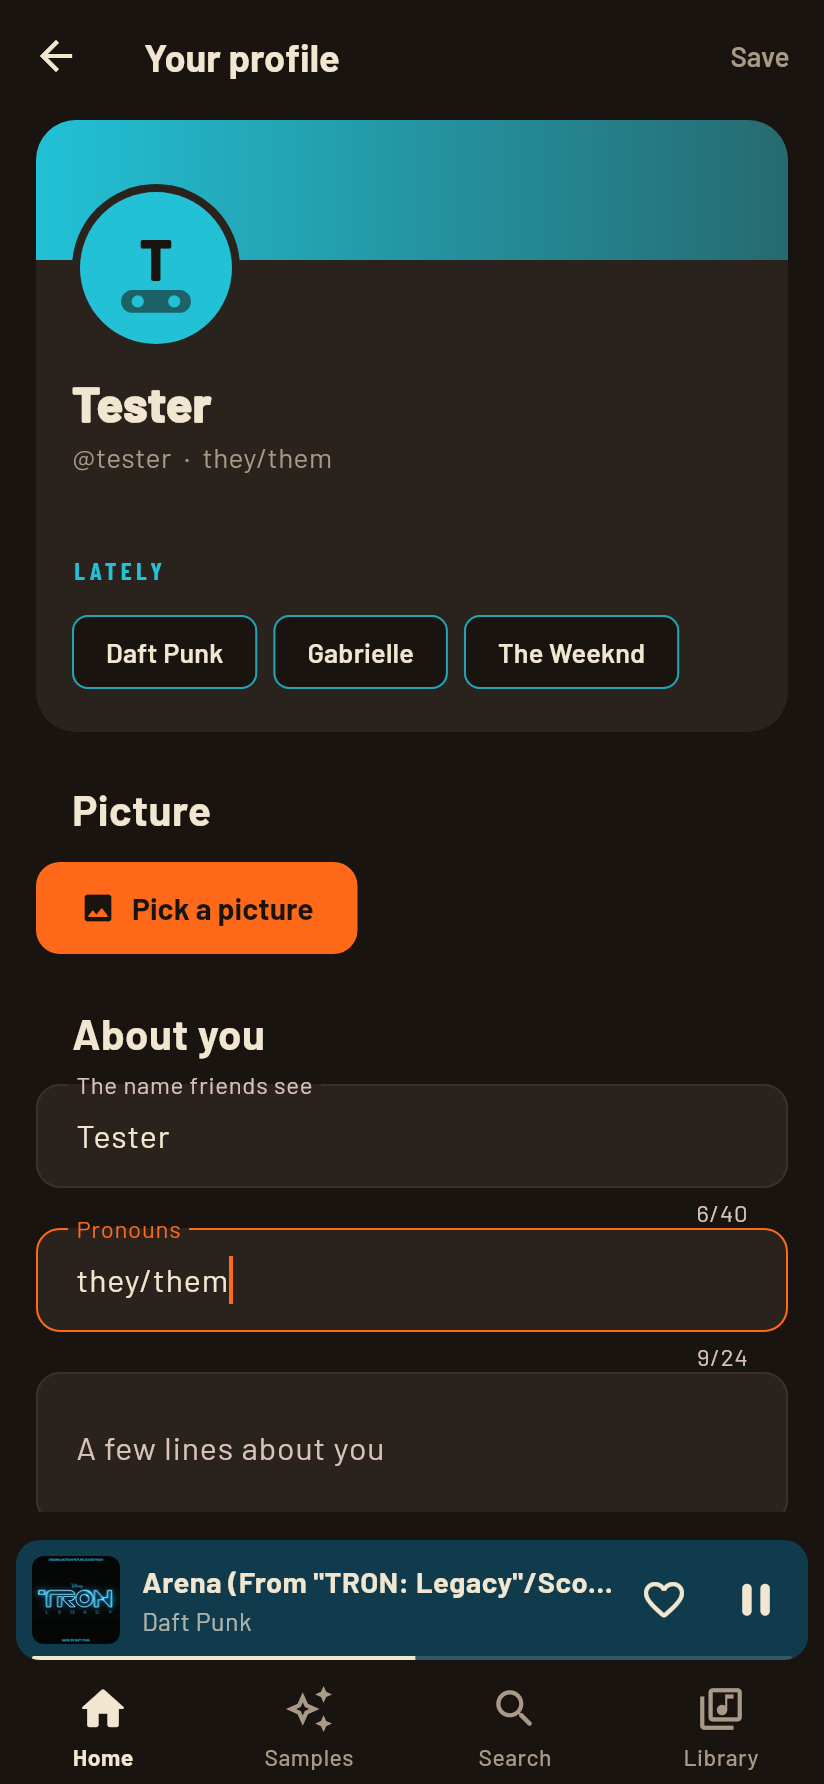 Your profile
Save
T
Tester
@tester · they/them
LATELY
Daft Punk
Gabrielle
The Weeknd
Picture
Pick a picture
About you
The name friends see
Tester
6/40
Pronouns
they/them
9/24
A few lines about you
TRON
LEGACY
Arena (From "TRON: Legacy"/Sco...
Daft Punk
Home
Samples
Search
Library